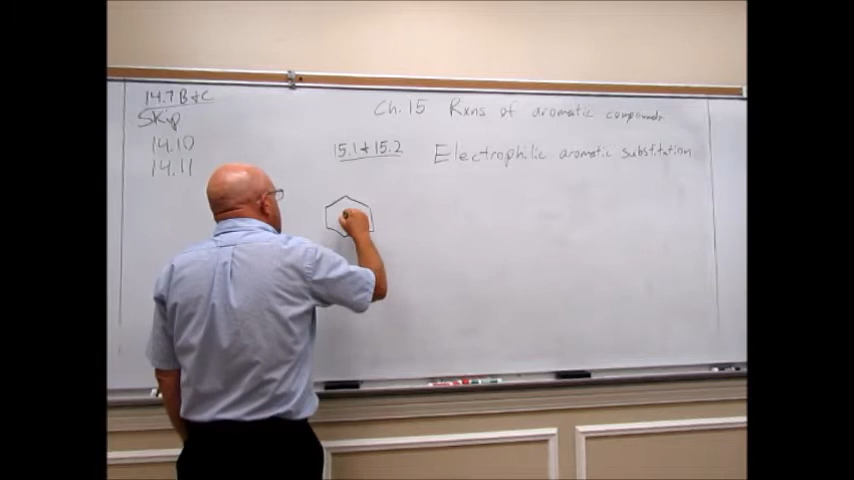 14.7 B & C
Skip
14.10
14.11
Ch. 15 Rxns of aromatic compounds
15.1 + 15.2 Electrophilic aromatic substitution